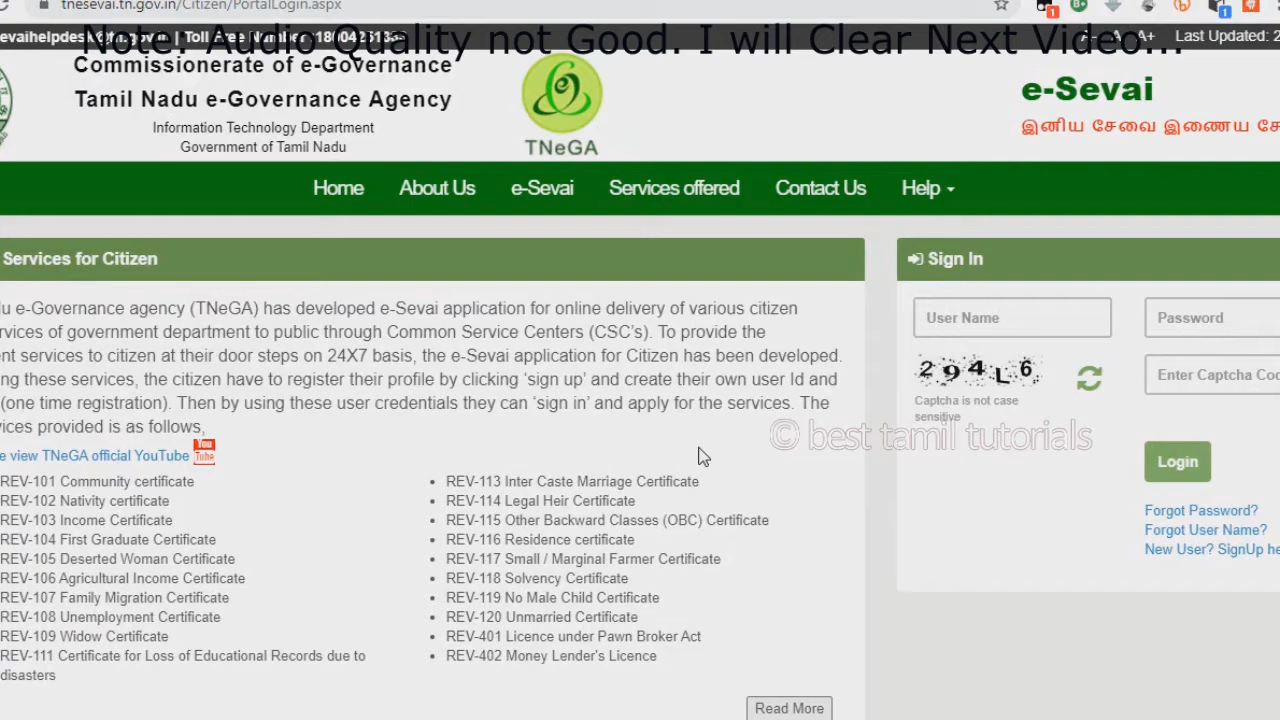 tnesevai.tn.gov.in/Citizen/PortalLogin.aspx
1
1
Note: Audio Quality not Good. I will Clear Next Video...
| Toll Free Number :18004251333
A- A A+ Last Updated: 2
Commissionerate of e-Governance
Tamil Nadu e-Governance Agency
Information Technology Department
Government of Tamil Nadu
TNeGA
e-Sevai
இனிய சேவை இணைய சே
Home About Us e-Sevai Services offered Contact Us Help
Services for Citizen
u e-Governance agency (TNeGA) has developed e-Sevai application for online delivery of various citizen
rvices of government department to public through Common Service Centers (CSC's). To provide the
nt services to citizen at their door steps on 24X7 basis, the e-Sevai application for Citizen has been developed.
ng these services, the citizen have to register their profile by clicking ‘sign up’ and create their own user Id and
(one time registration). Then by using these user credentials they can ‘sign in’ and apply for the services. The
vices provided is as follows,
e view TNeGA official YouTube You Tube
REV-101 Community certificate
REV-102 Nativity certificate
REV-103 Income Certificate
REV-104 First Graduate Certificate
REV-105 Deserted Woman Certificate
REV-106 Agricultural Income Certificate
REV-107 Family Migration Certificate
REV-108 Unemployment Certificate
REV-109 Widow Certificate
REV-111 Certificate for Loss of Educational Records due to
disasters
REV-113 Inter Caste Marriage Certificate
REV-114 Legal Heir Certificate
REV-115 Other Backward Classes (OBC) Certificate
REV-116 Residence certificate
REV-117 Small / Marginal Farmer Certificate
REV-118 Solvency Certificate
REV-119 No Male Child Certificate
REV-120 Unmarried Certificate
REV-401 Licence under Pawn Broker Act
REV-402 Money Lender's Licence
Read More
Sign In
User Name
Password
294L6
Enter Captcha Coc
Captcha is not case
sensitive
© best tamil tutorials
Login
Forgot Password?
Forgot User Name?
New User? SignUp he